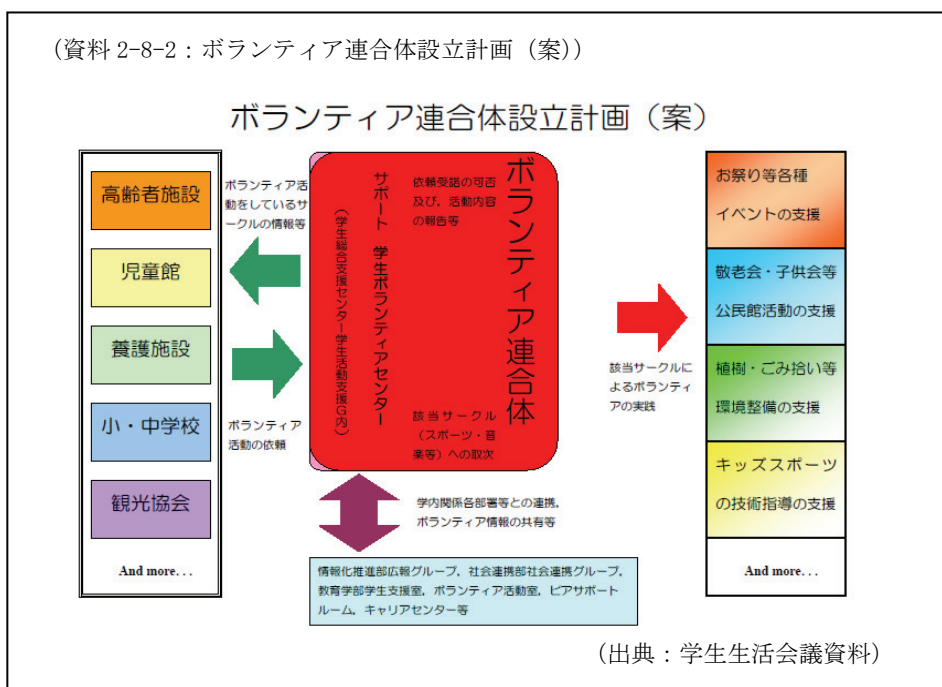 (資料 2-8-2：ボランティア連合体設立計画（案）)
ボランティア連合体設立計画（案）
高齢者施設
児童館
養護施設
小・中学校
観光協会
And more...
ボランティア活
動をしているサ
ークルの情報等
ボランティア
活動の依頼
ボランティア連合体
依頼受諾の可否
及び、活動内容
の報告等
該当サークル
（スポーツ・音
楽等）への取次
サポート 学生ボランティアセンター
（学生総合支援センター学生活動支援G内）
学内関係各部署等との連携，
ボランティア情報の共有等
情報化推進部広報グループ，社会連携部社会連携グループ，
教育学部学生支援室，ボランティア活動室，ピアサポート
ルーム，キャリアセンター等
該当サークルに
よるボランティ
アの実践
お祭り等各種
イベントの支援
敬老会・子供会等
公民館活動の支援
植樹・ごみ拾い等
環境整備の支援
キッズスポーツ
の技術指導の支援
And more...
（出典：学生生活会議資料）